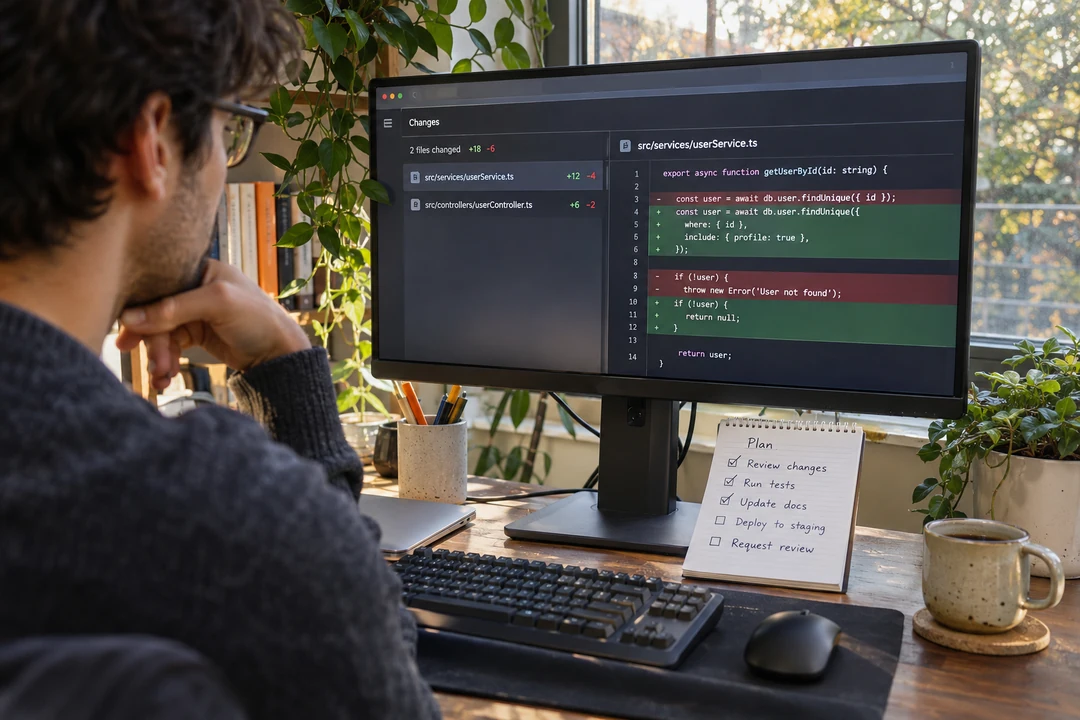 Changes
2 files changed +18 -6
src/services/userService.ts +12 -4
src/controllers/userController.ts +6 -2
src/services/userService.ts
1 export async function getUserById(id: string) {
2
3 - const user = await db.user.findUnique({ id });
4 + const user = await db.user.findUnique({
5 + where: { id },
6 + include: { profile: true },
6 + });
8
8 - if (!user) {
9 - throw new Error('User not found');
10 + if (!user) {
11 + return null;
12 + }
13
14 return user;
}
Plan
☑ Review changes
☑ Run tests
☑ Update docs
☐ Deploy to staging
☐ Request review